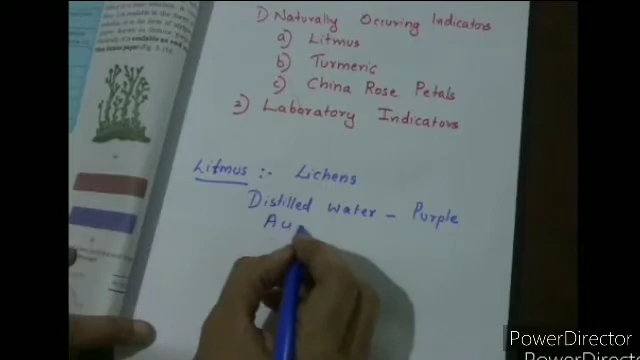 1) Naturally Occuring Indicators
a) Litmus
b) Turmeric
c) China Rose Petals
2) Laboratory Indicators
Litmus :- Lichens
Distilled water - Purple
PowerDirector